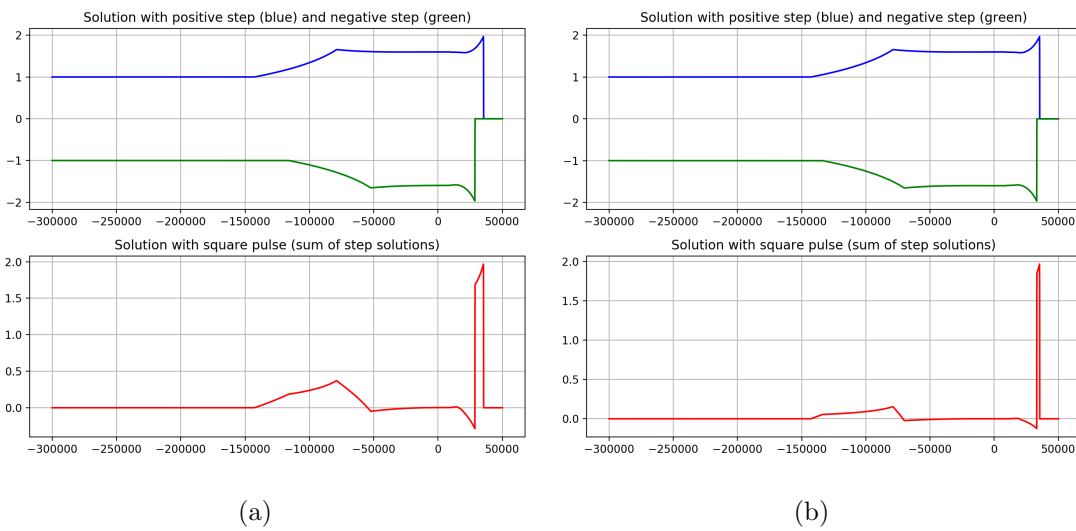 Solution with positive step (blue) and negative step (green)
2
1
0
−1
−2
−300000 −250000 −200000 −150000 −100000 −50000 0 50000
Solution with square pulse (sum of step solutions)
2.0
1.5
1.0
0.5
0.0
−300000 −250000 −200000 −150000 −100000 −50000 0 50000
(a)
Solution with positive step (blue) and negative step (green)
2
1
0
−1
−2
−300000 −250000 −200000 −150000 −100000 −50000 0 50000
Solution with square pulse (sum of step solutions)
2.0
1.5
1.0
0.5
0.0
−300000 −250000 −200000 −150000 −100000 −50000 0 50000
(b)